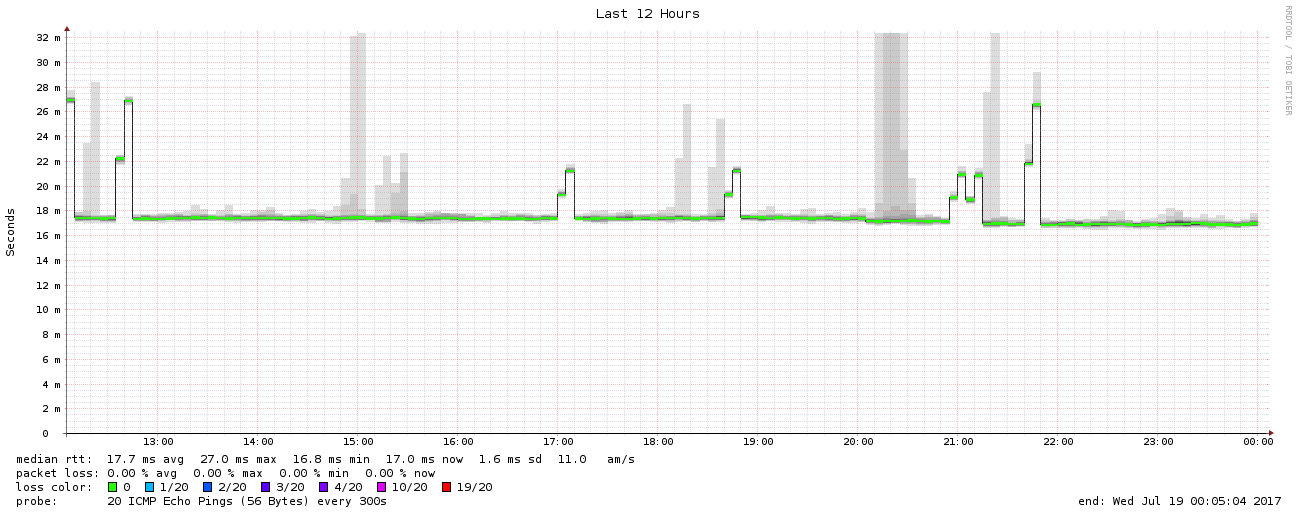 Last 12 Hours
RRDTOOL / TOBI OETIKER
Seconds
32 m
30 m
28 m
26 m
24 m
22 m
20 m
18 m
16 m
14 m
12 m
10 m
8 m
6 m
4 m
2 m
0
13:00 14:00 15:00 16:00 17:00 18:00 19:00 20:00 21:00 22:00 23:00 00:00
median rtt: 17.7 ms avg 27.0 ms max 16.8 ms min 17.0 ms now 1.6 ms sd 11.0 am/s
packet loss: 0.00 % avg 0.00 % max 0.00 % min 0.00 % now
loss color: 0 1/20 2/20 3/20 4/20 10/20 19/20
probe: 20 ICMP Echo Pings (56 Bytes) every 300s end: Wed Jul 19 00:05:04 2017